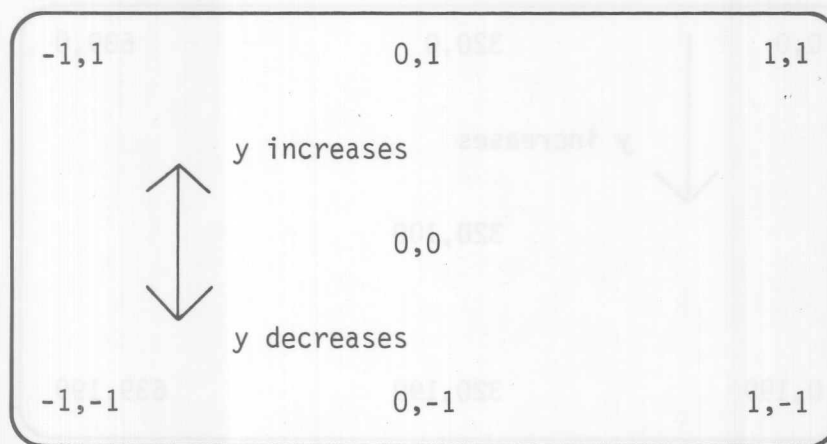 -1,1 0,1 1,1
y increases
0,0
y decreases
-1,-1 0,-1 1,-1